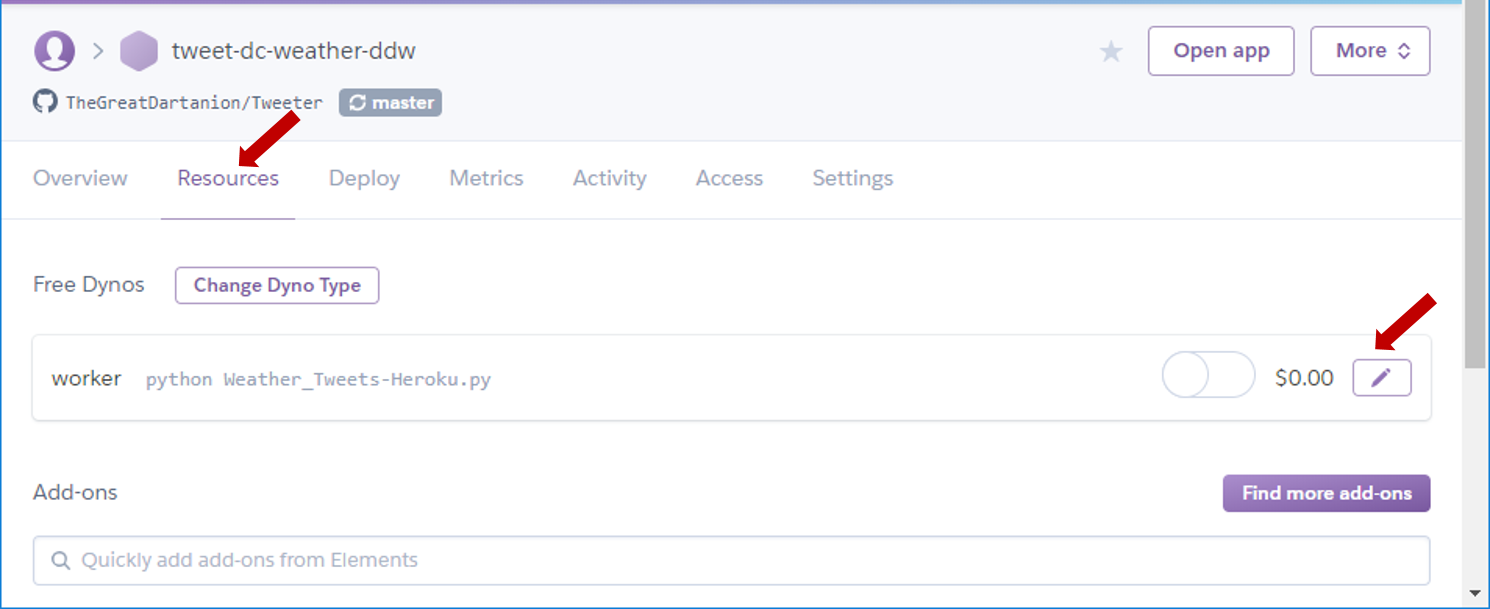 tweet-dc-weather-ddw
Open app
More
TheGreatDartanion/Tweeter
master
Overview Resources Deploy Metrics Activity Access Settings
Free Dynos
Change Dyno Type
worker python Weather_Tweets-Heroku.py $0.00
Add-ons
Find more add-ons
Quickly add add-ons from Elements